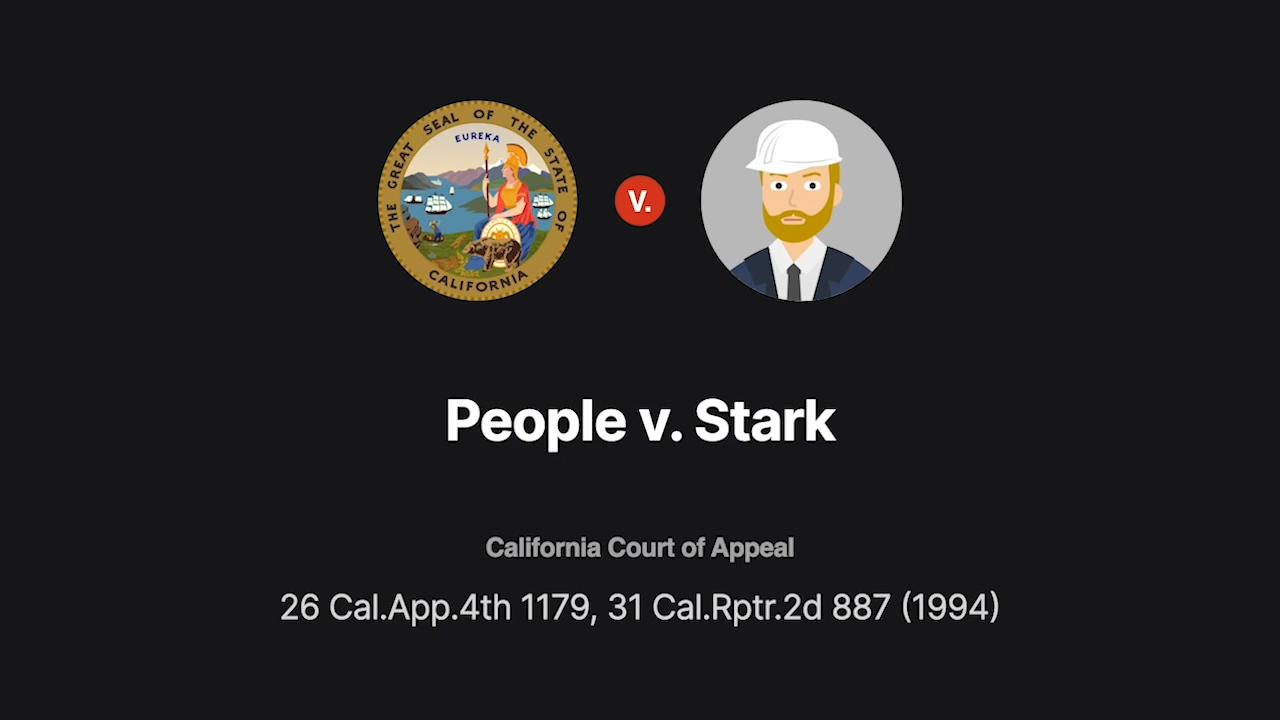 THE GREAT SEAL OF THE STATE OF CALIFORNIA
EUREKA
V.
People v. Stark
California Court of Appeal
26 Cal.App.4th 1179, 31 Cal.Rptr.2d 887 (1994)